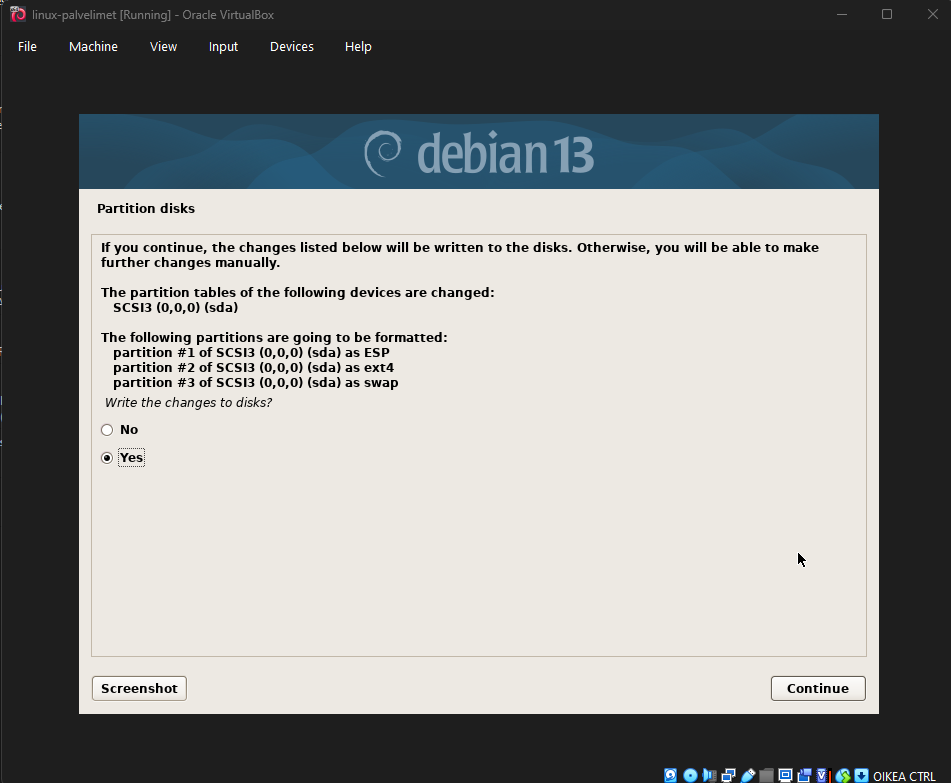 linux-palvelimet [Running] - Oracle VirtualBox
File Machine View Input Devices Help
debian 13
Partition disks
If you continue, the changes listed below will be written to the disks. Otherwise, you will be able to make
further changes manually.
The partition tables of the following devices are changed:
SCSI3 (0,0,0) (sda)
The following partitions are going to be formatted:
partition #1 of SCSI3 (0,0,0) (sda) as ESP
partition #2 of SCSI3 (0,0,0) (sda) as ext4
partition #3 of SCSI3 (0,0,0) (sda) as swap
Write the changes to disks?
No
Yes
Screenshot Continue
OIKEA CTRL